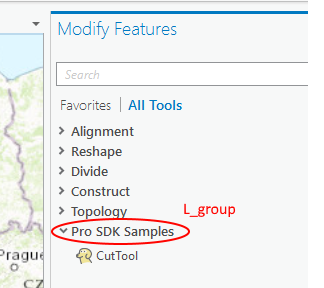 Modify Features
Search
Favorites All Tools
Alignment
Reshape
Divide
Construct
Topology
L_group
Pro SDK Samples
CutTool
Prague
CZ